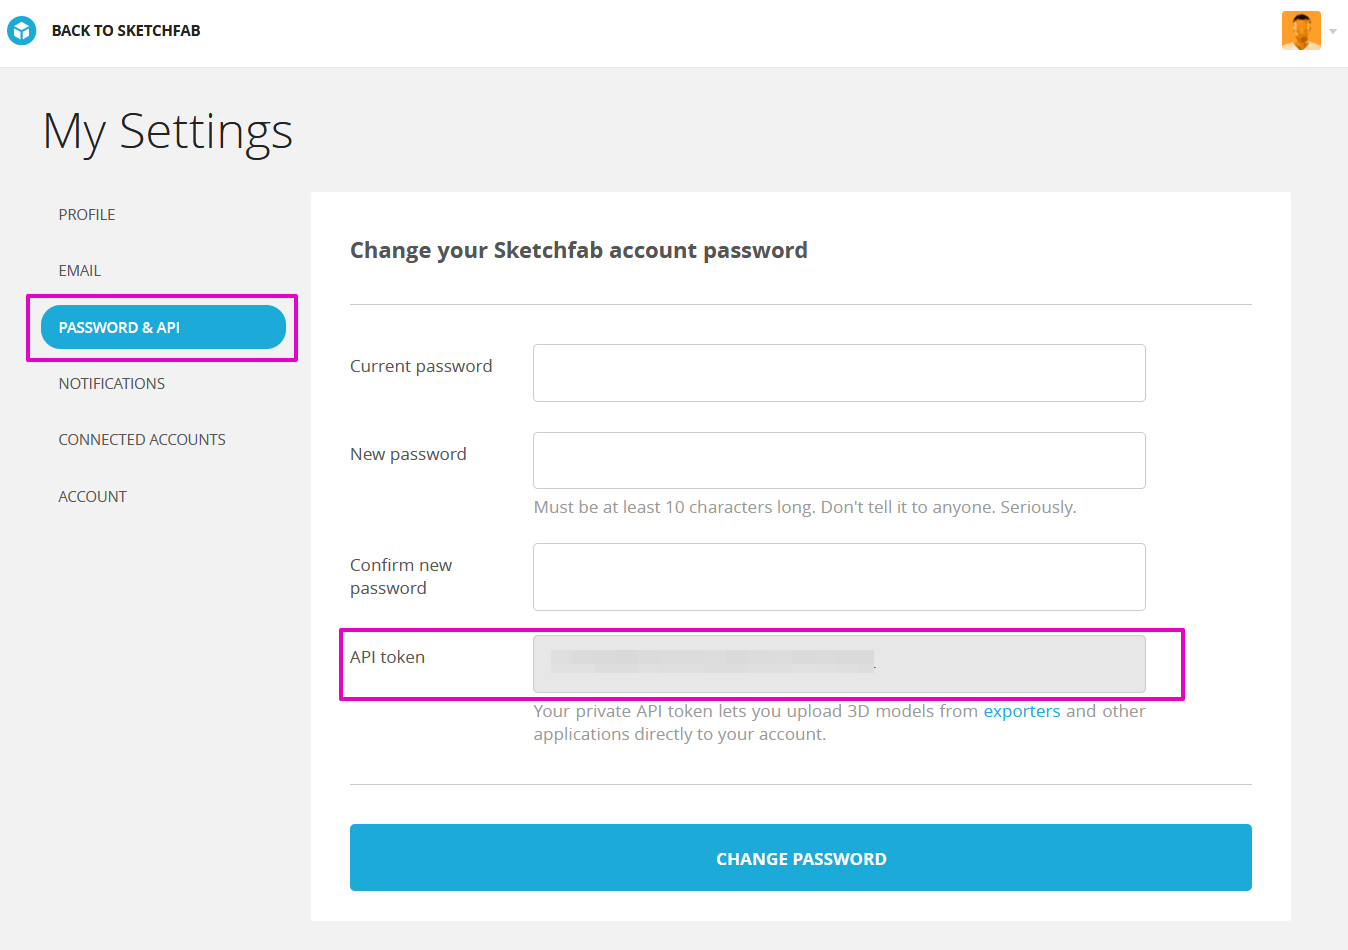 BACK TO SKETCHFAB
My Settings
PROFILE
EMAIL
PASSWORD & API
NOTIFICATIONS
CONNECTED ACCOUNTS
ACCOUNT
Change your Sketchfab account password
Current password
New password
Must be at least 10 characters long. Don't tell it to anyone. Seriously.
Confirm new
password
API token
Your private API token lets you upload 3D models from exporters and other
applications directly to your account.
CHANGE PASSWORD